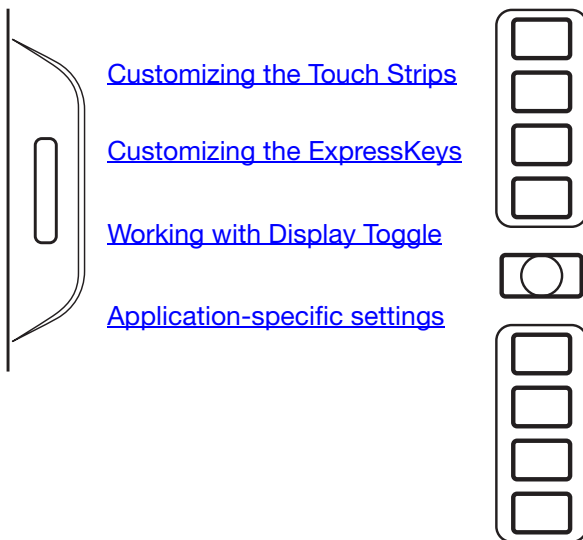 Customizing the Touch Strips
Customizing the ExpressKeys
Working with Display Toggle
Application-specific settings